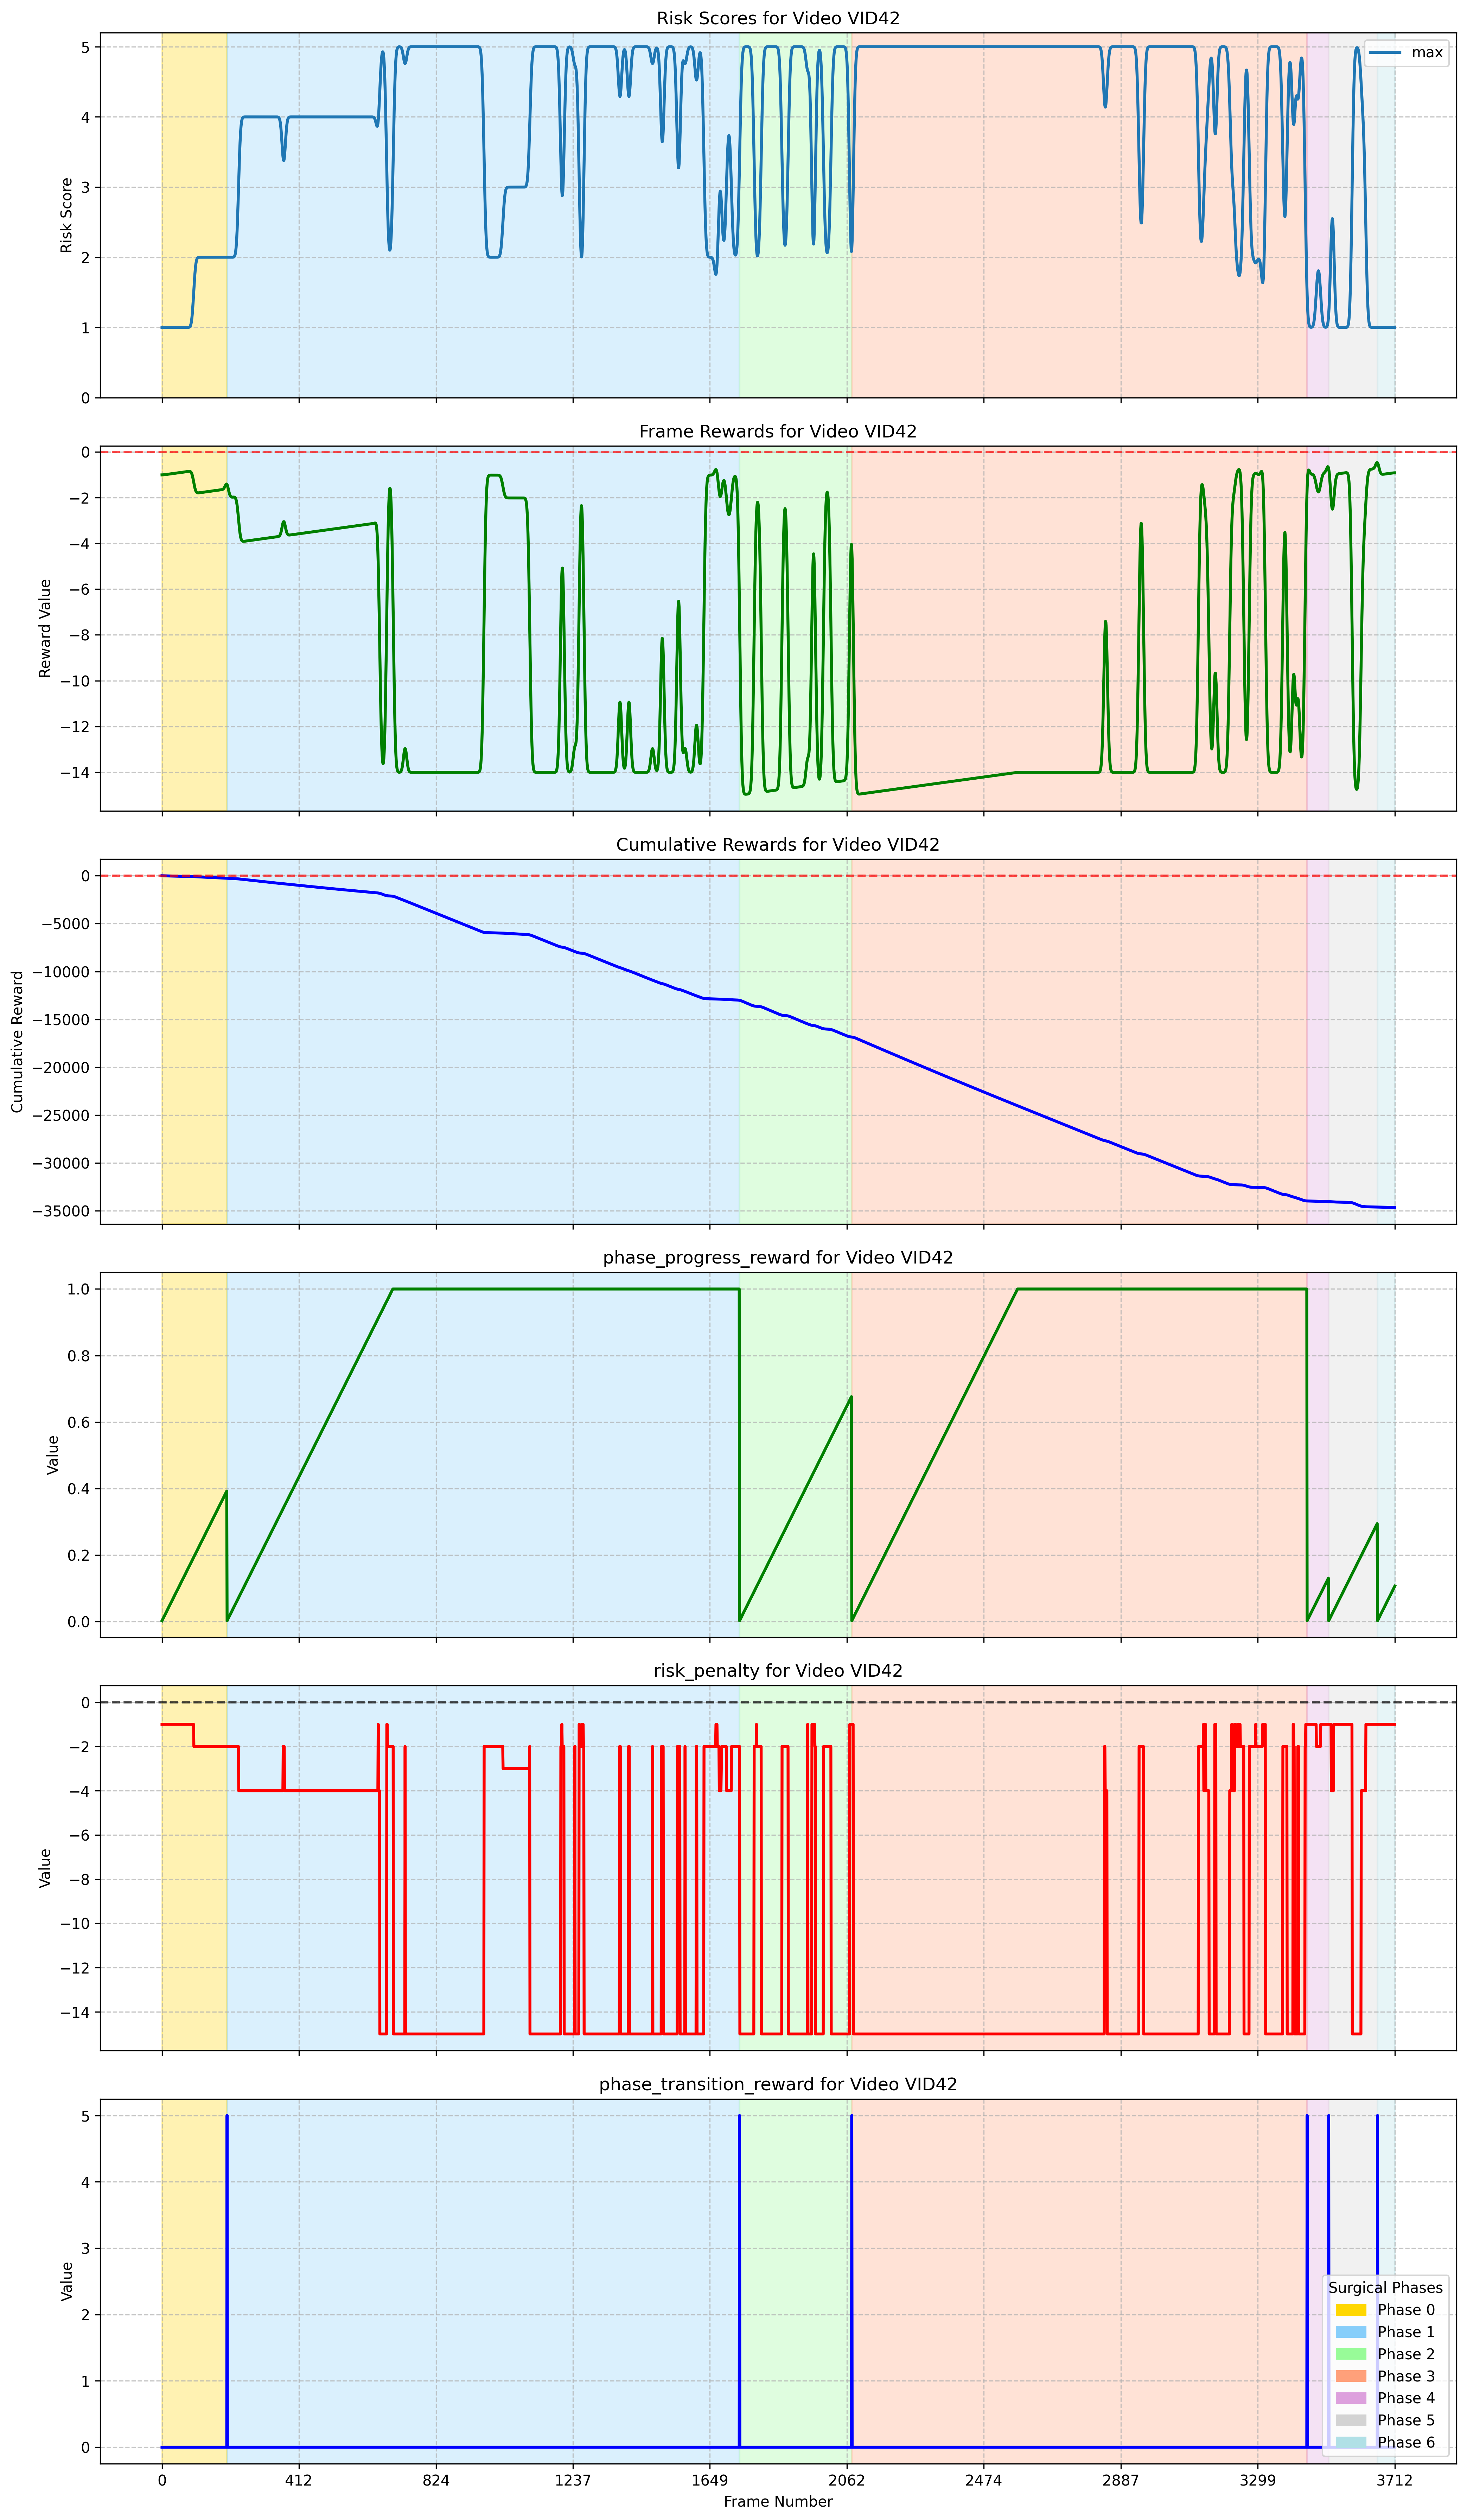 Risk Scores for Video VID42
max
5
4
3
2
1
0
Risk Score
Frame Rewards for Video VID42
0
−2
−4
−6
−8
−10
−12
−14
Reward Value
Cumulative Rewards for Video VID42
0
−5000
−10000
−15000
−20000
−25000
−30000
−35000
Cumulative Reward
phase_progress_reward for Video VID42
1.0
0.8
0.6
0.4
0.2
0.0
Value
risk_penalty for Video VID42
0
−2
−4
−6
−8
−10
−12
−14
Value
phase_transition_reward for Video VID42
5
4
3
2
1
0
Value
Surgical Phases
Phase 0
Phase 1
Phase 2
Phase 3
Phase 4
Phase 5
Phase 6
0 412 824 1237 1649 2062 2474 2887 3299 3712
Frame Number